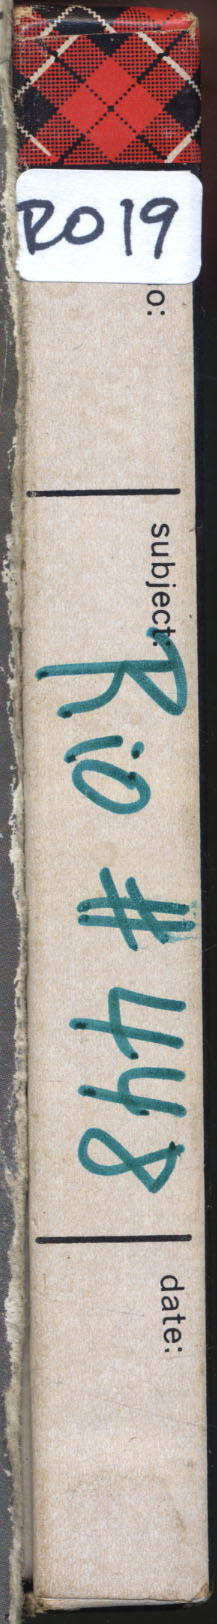 R019
o:
subject: Rio # 448
date: